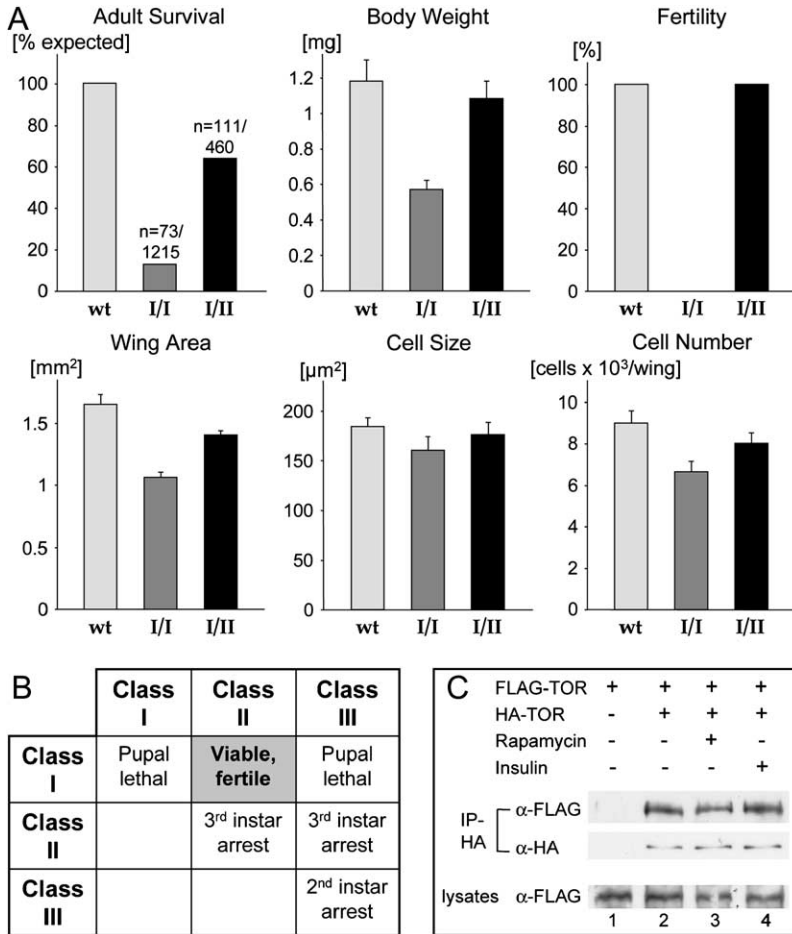 A
Adult Survival
[% expected]
100
80
60
40
20
0
n=73/
1215
n=111/
460
wt I/I I/II
Body Weight
[mg]
1.2
1
0.8
0.6
0.4
0.2
0
wt I/I I/II
Fertility
[%]
100
80
60
40
20
0
wt I/I I/II
Wing Area
[mm²]
1.5
1
0.5
0
wt I/I I/II
Cell Size
[µm²]
200
150
100
50
0
wt I/I I/II
Cell Number
[cells x 10³/wing]
10
8
6
4
2
0
wt I/I I/II
B
Class I Class II Class III
Class I Pupal lethal Viable, fertile Pupal lethal
Class II 3rd instar arrest 3rd instar arrest
Class III 2nd instar arrest
C
FLAG-TOR + + + +
HA-TOR - + + +
Rapamycin - - + -
Insulin - - - +
IP-HA
α-FLAG
α-HA
lysates α-FLAG
1 2 3 4